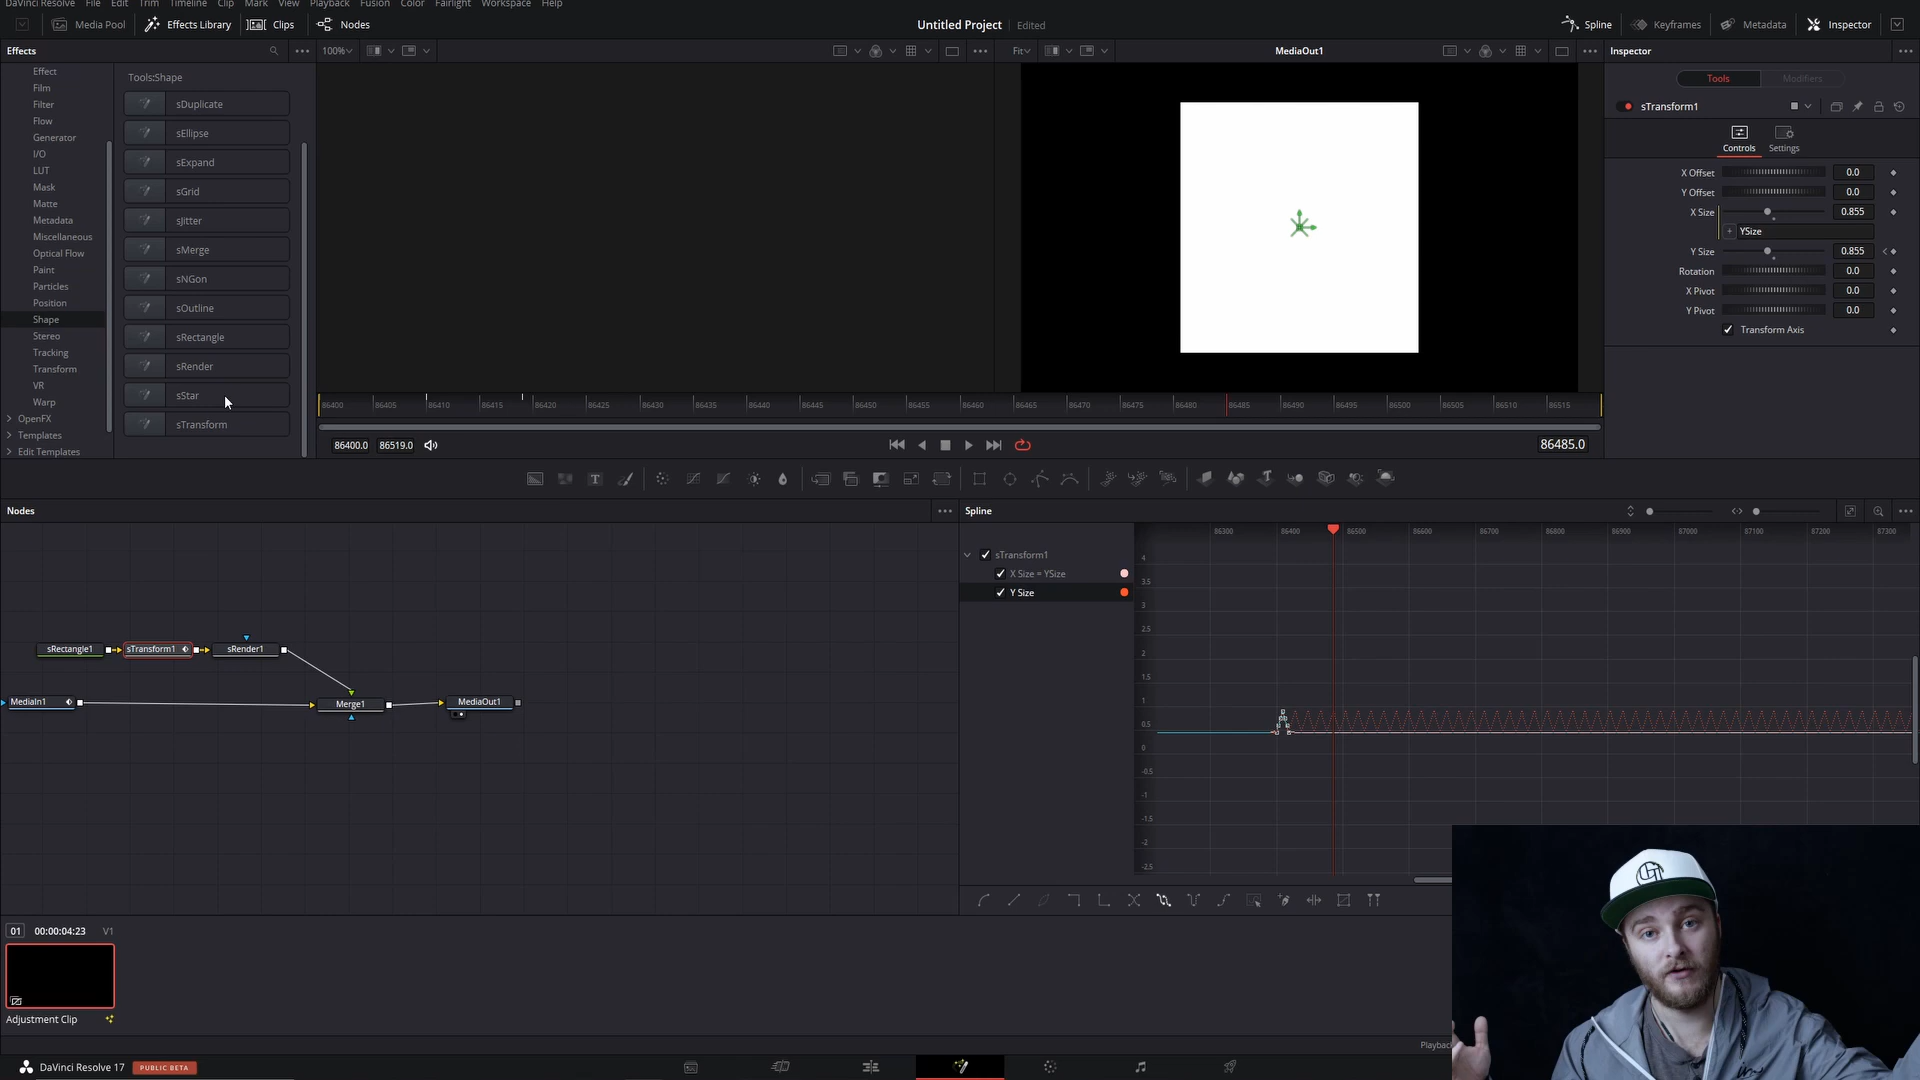 DaVinci Resolve File Edit Trim Timeline Clip Mark View Playback Fusion Color Fairlight Workspace Help
Media Pool Effects Library Clips Nodes Untitled Project Edited Spline Keyframes Metadata Inspector
Effects 100% Fit MediaOut1 Inspector
Effect
Film
Filter
Flow
Generator
I/O
LUT
Mask
Matte
Metadata
Miscellaneous
Optical Flow
Paint
Particles
Position
Shape
Stereo
Tracking
Transform
VR
Warp
OpenFX
Templates
Edit Templates
Tools:Shape
sDuplicate
sEllipse
sExpand
sGrid
sJitter
sMerge
sNGon
sOutline
sRectangle
sRender
sStar
sTransform
Tools Modifiers
sTransform1
Controls Settings
X Offset 0.0
Y Offset 0.0
X Size 0.855
+ YSize
Y Size 0.855
Rotation 0.0
X Pivot 0.0
Y Pivot 0.0
Transform Axis
86400 86405 86410 86415 86420 86425 86430 86435 86440 86445 86450 86455 86460 86465 86470 86475 86480 86485 86490 86495 86500 86505 86510 86515
86400.0 86519.0 86485.0
T T
Nodes
sRectangle1 sTransform1 sRender1
MediaIn1 Merge1 MediaOut1
Spline
sTransform1
X Size = YSize
Y Size
86300 86400 86500 86600 86700 86800 86900 87000 87100 87200 87300
4
3.5
3
2.5
2
1.5
1
0.5
0
-0.5
-1
-1.5
-2
-2.5
01 00:00:04:23 V1
Adjustment Clip
Playback
DaVinci Resolve 17 PUBLIC BETA